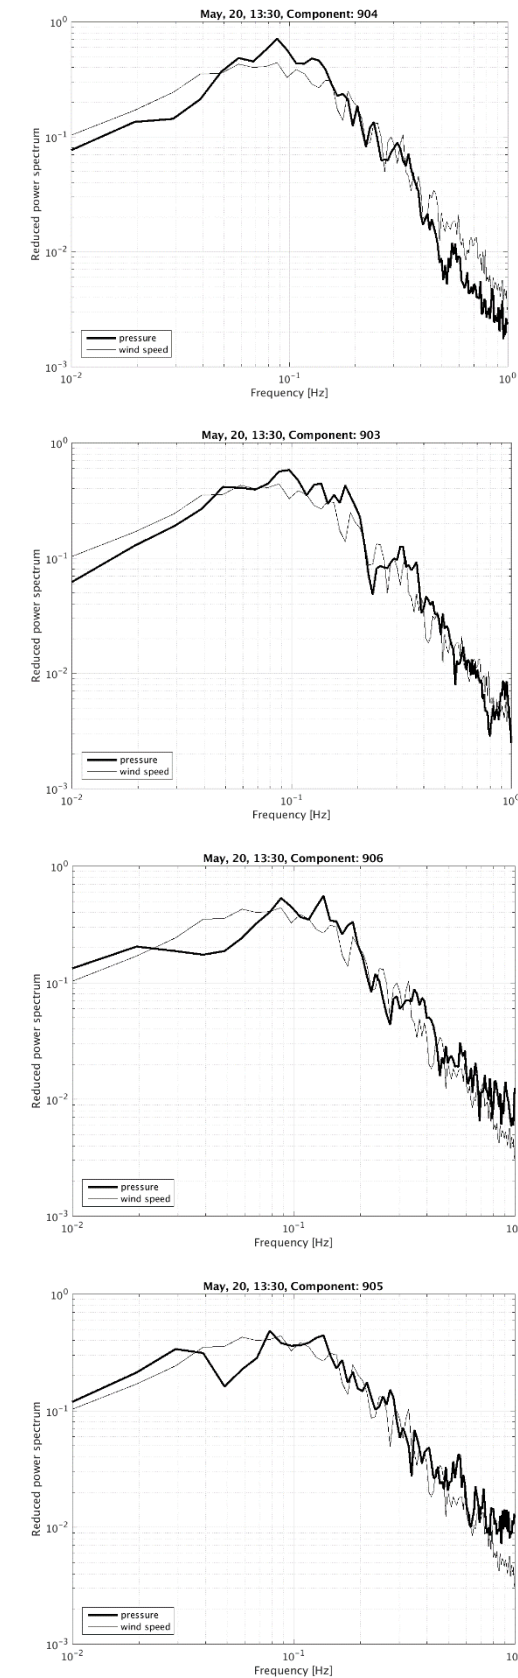 May, 20, 13:30, Component: 904
10^0
10^-1
10^-2
10^-3
Reduced power spectrum
pressure
wind speed
10^-2 10^-1 10^0
Frequency [Hz]
May, 20, 13:30, Component: 903
10^0
10^-1
10^-2
10^-3
Reduced power spectrum
pressure
wind speed
10^-2 10^-1 10^0
Frequency [Hz]
May, 20, 13:30, Component: 906
10^0
10^-1
10^-2
10^-3
Reduced power spectrum
pressure
wind speed
10^-2 10^-1 10
Frequency [Hz]
May, 20, 13:30, Component: 905
10^0
10^-1
10^-2
10^-3
Reduced power spectrum
pressure
wind speed
10^-2 10^-1 10
Frequency [Hz]